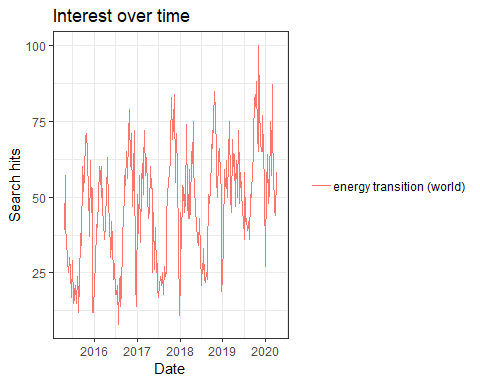 Interest over time
100
75
50
25
Search hits
2016 2017 2018 2019 2020
Date
energy transition (world)